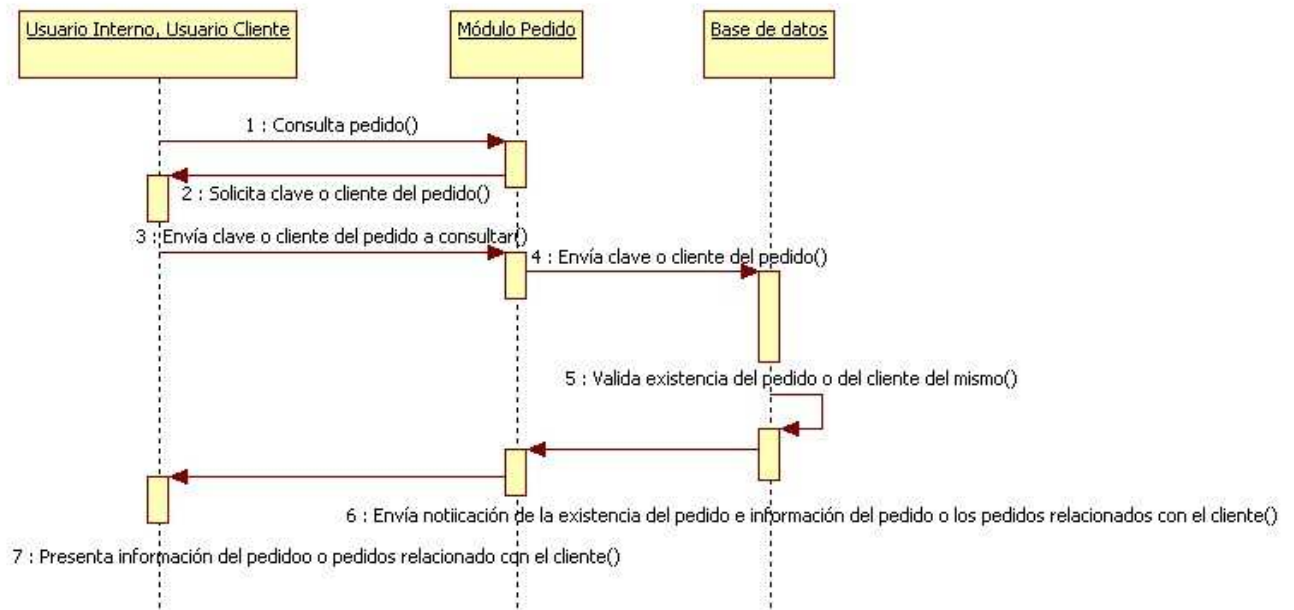 Usuario Interno, Usuario Cliente
Módulo Pedido
Base de datos
1 : Consulta pedido()
2 : Solicita clave o cliente del pedido()
3 : Envía clave o cliente del pedido a consultar()
4 : Envía clave o cliente del pedido()
5 : Valida existencia del pedido o del cliente del mismo()
6 : Envía notiicación de la existencia del pedido e información del pedido o los pedidos relacionados con el cliente()
7 : Presenta información del pedidoo o pedidos relacionado con el cliente()